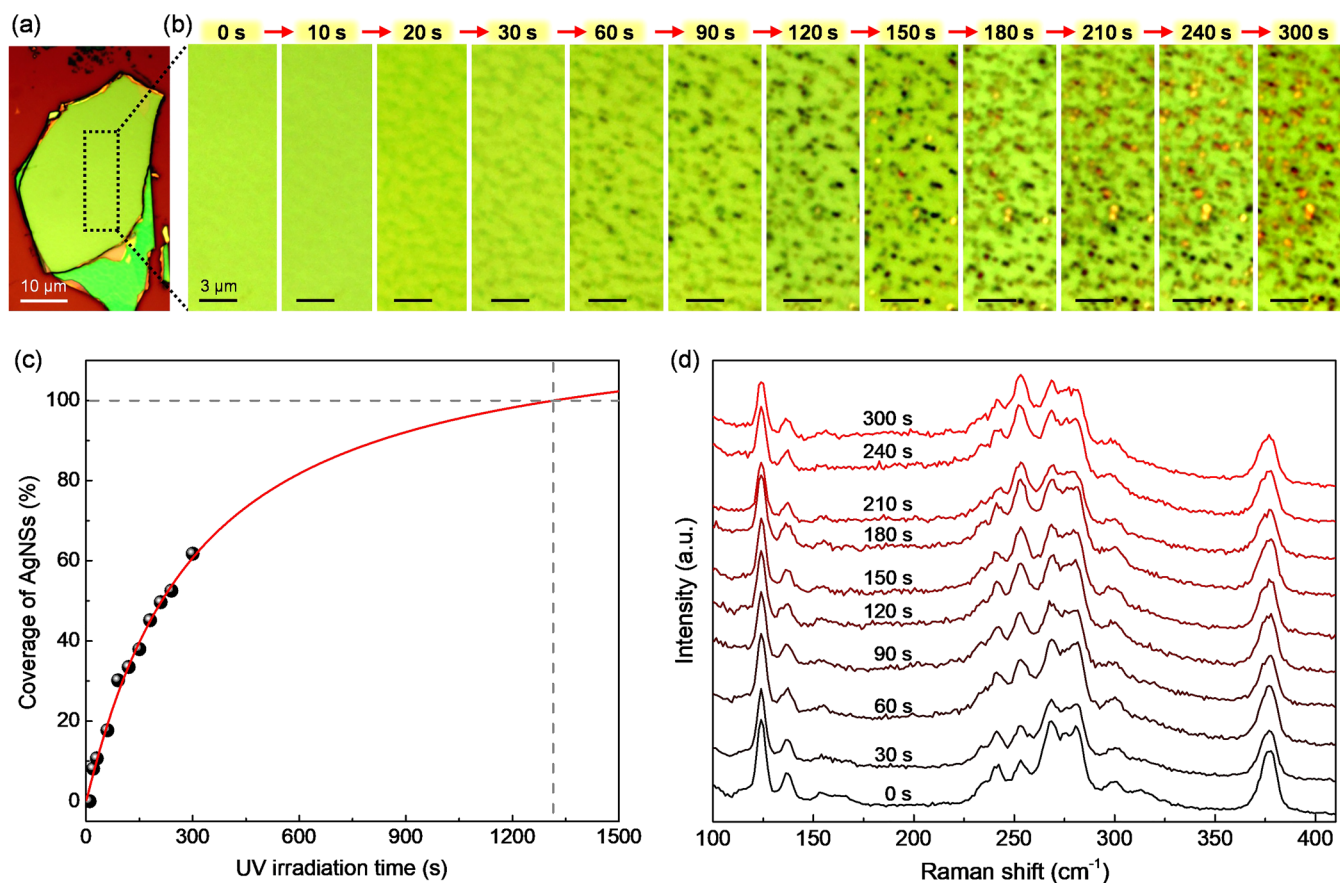 (a)
(b)
0 s 10 s 20 s 30 s 60 s 90 s 120 s 150 s 180 s 210 s 240 s 300 s
10 µm
3 µm
(c)
100
80
60
40
20
0
Coverage of AgNSs (%)
0 300 600 900 1200 1500
UV irradiation time (s)
(d)
Intensity (a.u.)
300 s
240 s
210 s
180 s
150 s
120 s
90 s
60 s
30 s
0 s
100 150 200 250 300 350 400
Raman shift (cm⁻¹)